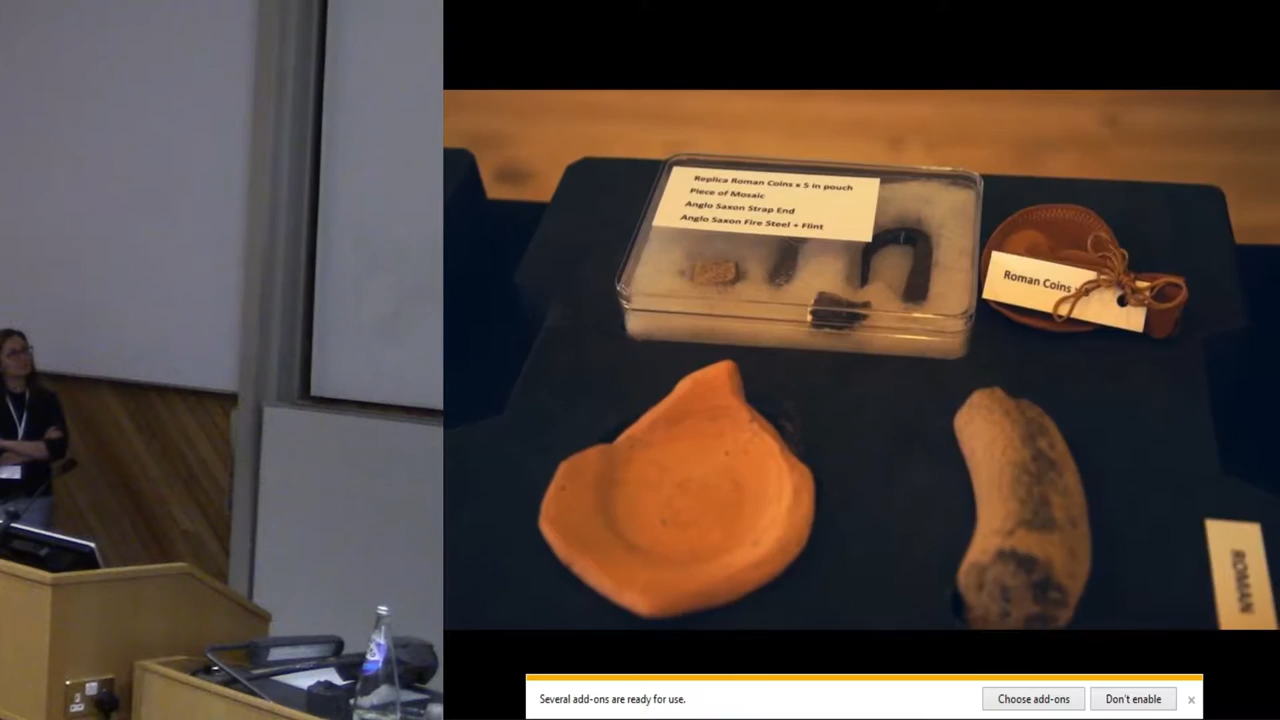 Replica Roman Coins x 5 in pouch
Piece of Mosaic
Anglo Saxon Strap End
Anglo Saxon Fire Steel + Flint
Roman Coins
ROMAN
Several add-ons are ready for use.
Choose add-ons
Don't enable
x